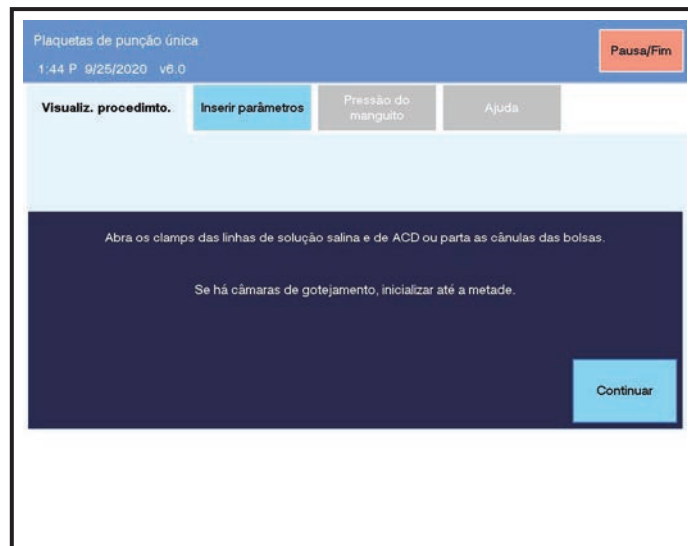 Plaquetas de punção única
Pausa/Fim
1:44 P 9/25/2020 v6.0
Visualiz. procedimto.
Inserir parâmetros
Pressão do
manguito
Ajuda
Abra os clamps das linhas de solução salina e de ACD ou parta as cânulas das bolsas.
Se há câmaras de gotejamento, inicializar até a metade.
Continuar